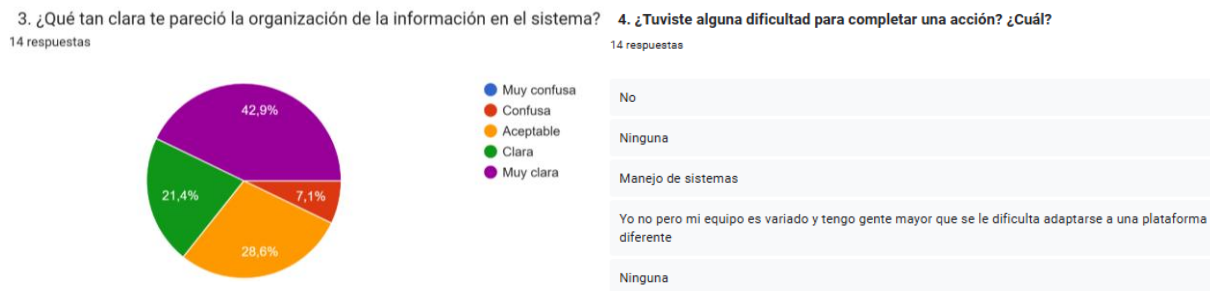 3. ¿Qué tan clara te pareció la organización de la información en el sistema?
14 respuestas
42,9%
21,4%
7,1%
28,6%
Muy confusa
Confusa
Aceptable
Clara
Muy clara
4. ¿Tuviste alguna dificultad para completar una acción? ¿Cuál?
14 respuestas
No
Ninguna
Manejo de sistemas
Yo no pero mi equipo es variado y tengo gente mayor que se le dificulta adaptarse a una plataforma
diferente
Ninguna